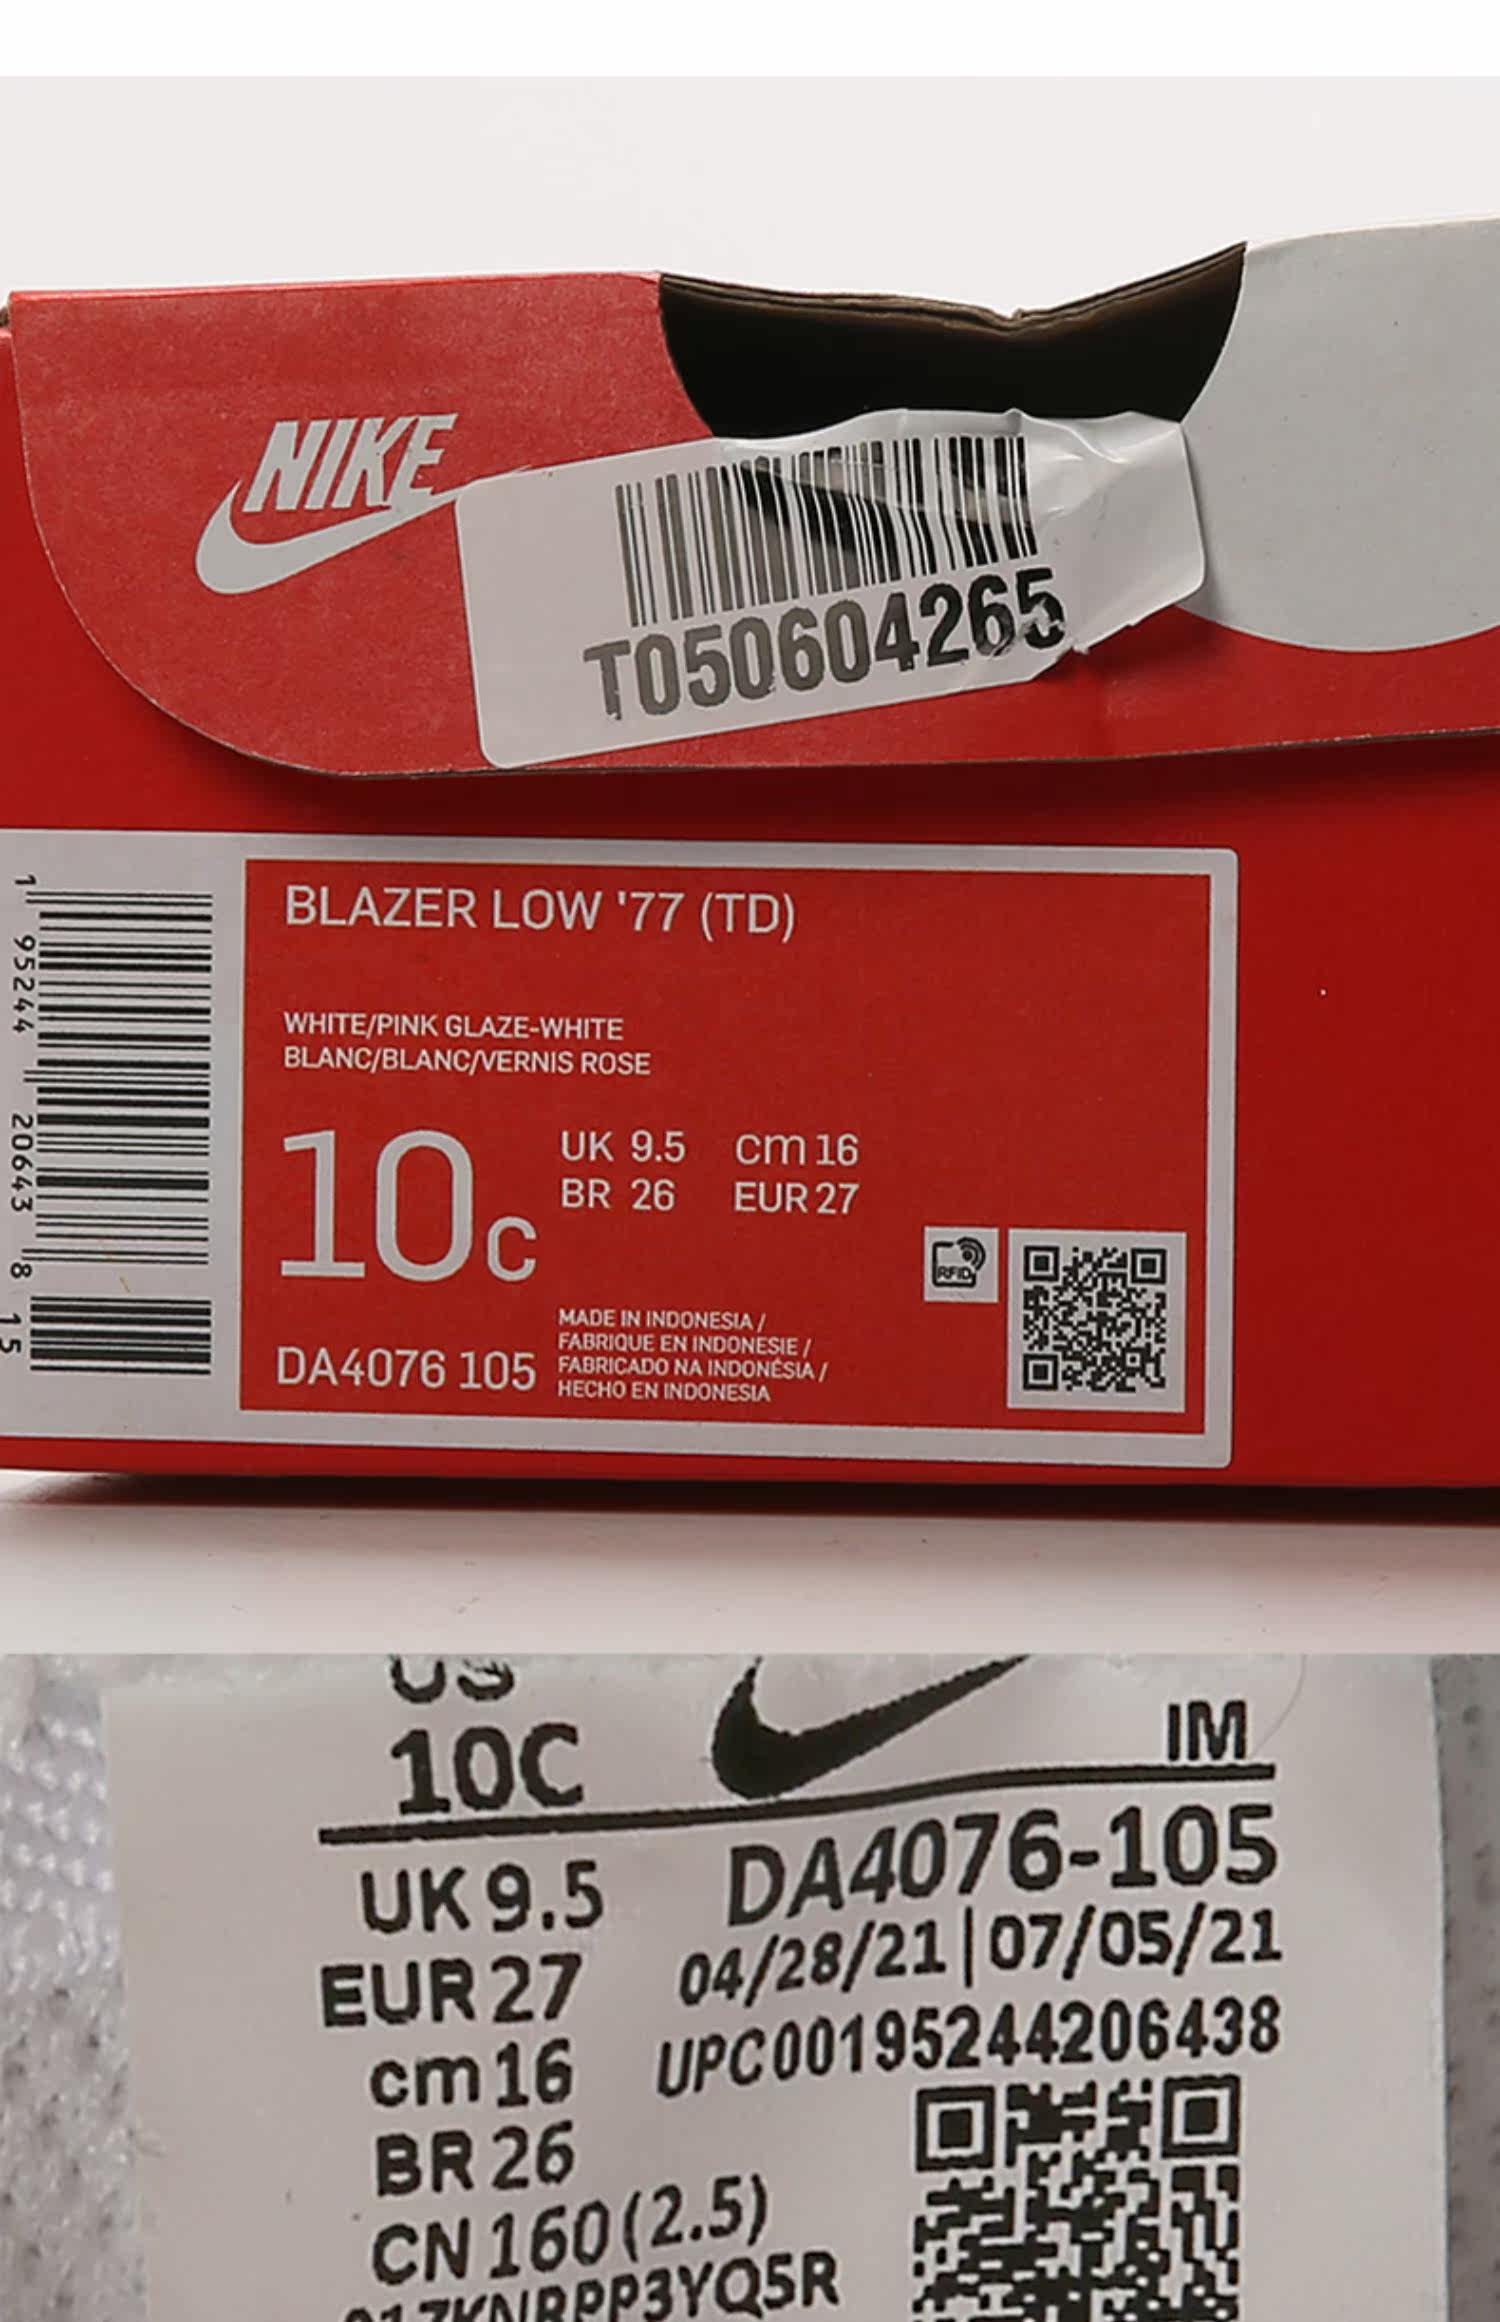 NIKE
T050604265
1 95244 20643 8 15
BLAZER LOW '77 (TD)
WHITE/PINK GLAZE-WHITE
BLANC/BLANC/VERNIS ROSE
10C
UK 9.5 cm 16
BR 26 EUR 27
RFID
DA4076 105
MADE IN INDONESIA /
FABRIQUE EN INDONESIE /
FABRICADO NA INDONÉSIA /
HECHO EN INDONESIA
US
10C
IM
UK 9.5
EUR 27
cm 16
BR 26
CN 160 (2.5)
DA4076-105
04/28/21|07/05/21
UPC00195244206438